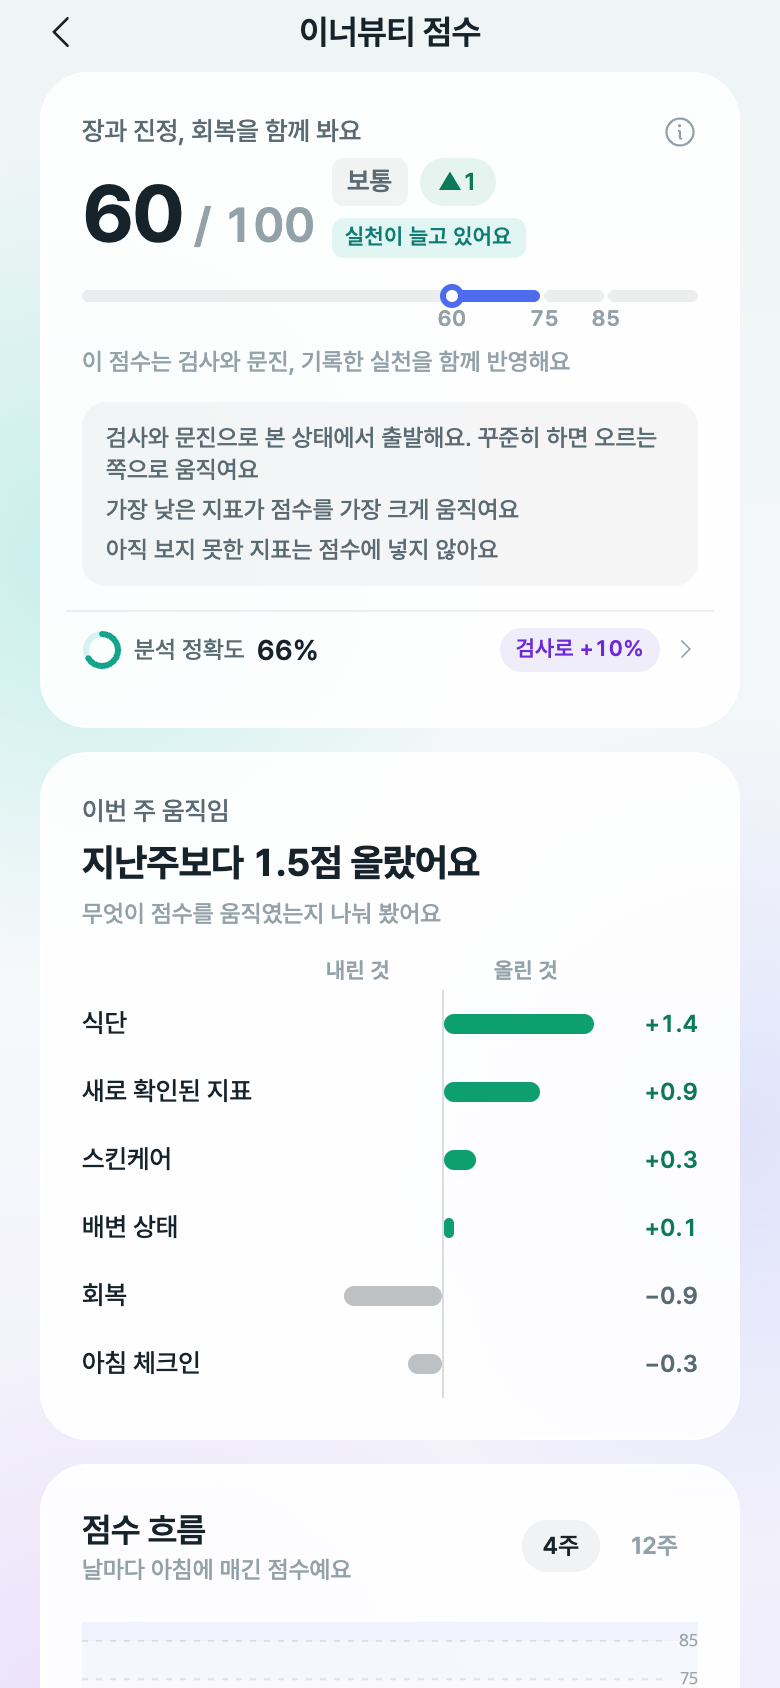 이너뷰티 점수
장과 진정, 회복을 함께 봐요
60 / 100
보통
▲1
실천이 늘고 있어요
60 75 85
이 점수는 검사와 문진, 기록한 실천을 함께 반영해요
검사와 문진으로 본 상태에서 출발해요. 꾸준히 하면 오르는
쪽으로 움직여요
가장 낮은 지표가 점수를 가장 크게 움직여요
아직 보지 못한 지표는 점수에 넣지 않아요
분석 정확도 66% 검사로 +10%
이번 주 움직임
지난주보다 1.5점 올랐어요
무엇이 점수를 움직였는지 나눠 봤어요
내린 것 올린 것
식단 +1.4
새로 확인된 지표 +0.9
스킨케어 +0.3
배변 상태 +0.1
회복 −0.9
아침 체크인 −0.3
점수 흐름
4주 12주
날마다 아침에 매긴 점수예요
85
75